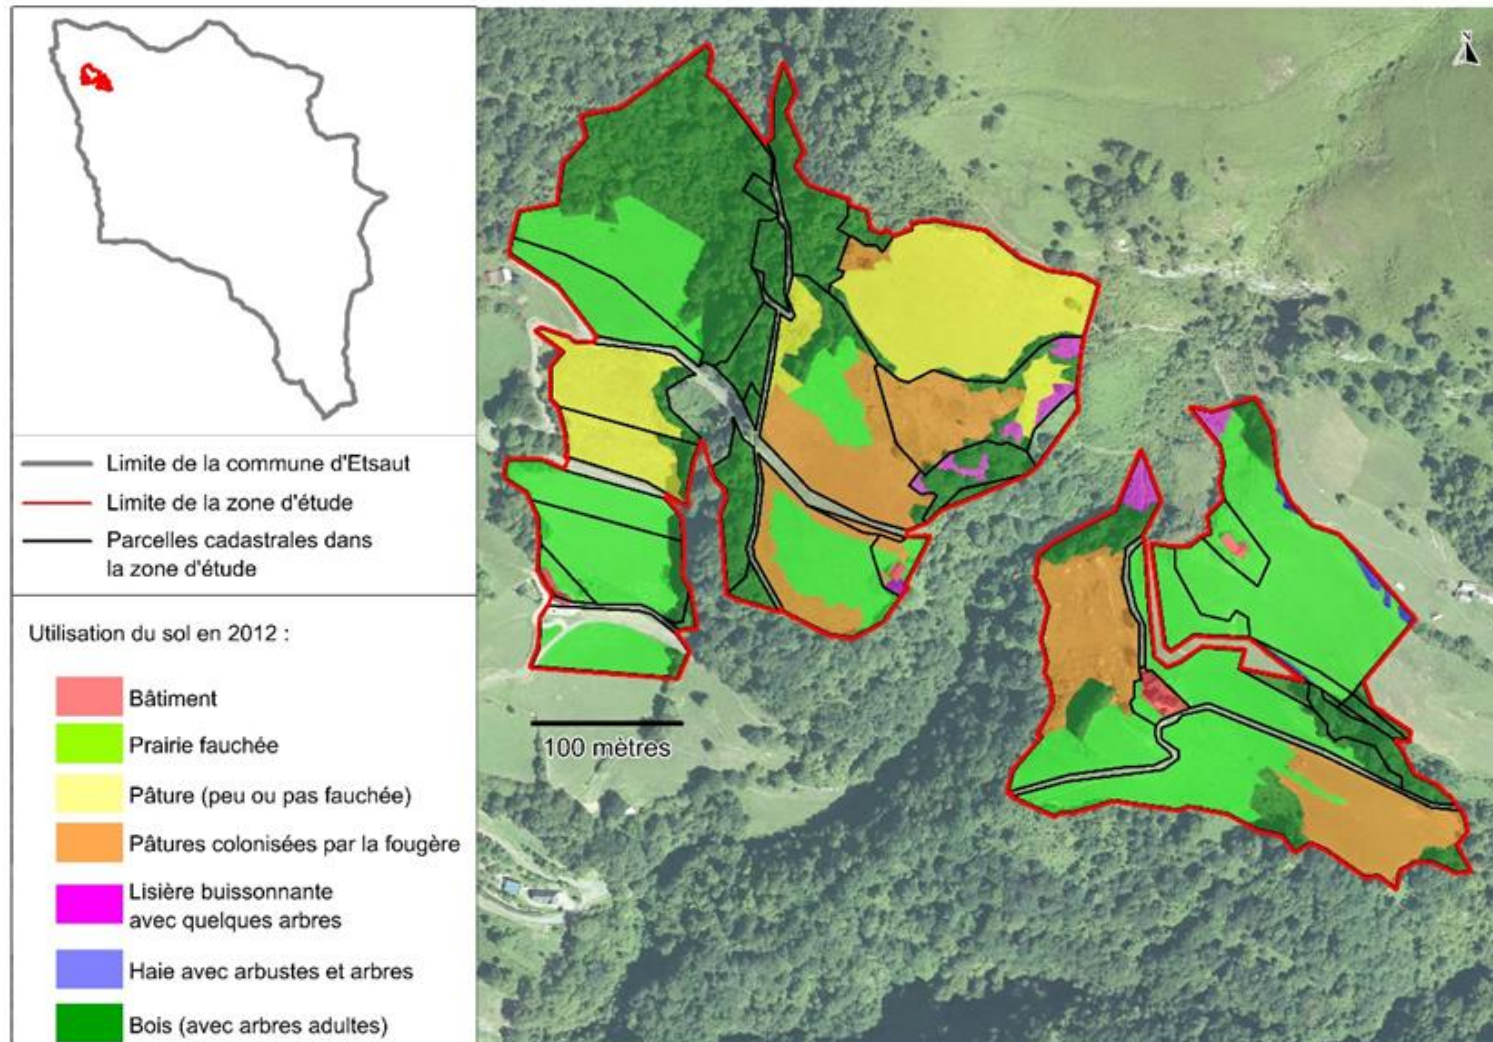 Limite de la commune d'Etsaut
Limite de la zone d'étude
Parcelles cadastrales dans
la zone d'étude
Utilisation du sol en 2012 :
Bâtiment
Prairie fauchée
Pâture (peu ou pas fauchée)
Pâtures colonisées par la fougère
Lisière buissonnante
avec quelques arbres
Haie avec arbustes et arbres
Bois (avec arbres adultes)
N
100 mètres